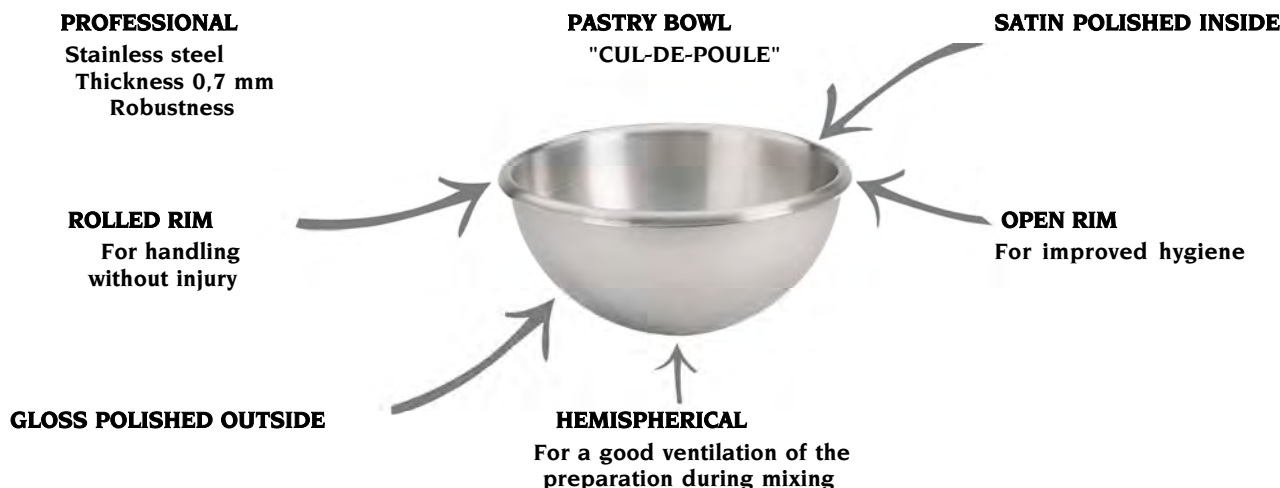 PROFESSIONAL
Stainless steel
Thickness 0,7 mm
Robustness
PASTRY BOWL
"CUL-DE-POULE"
SATIN POLISHED INSIDE
ROLLED RIM
For handling
without injury
OPEN RIM
For improved hygiene
GLOSS POLISHED OUTSIDE
HEMISPHERICAL
For a good ventilation of the
preparation during mixing